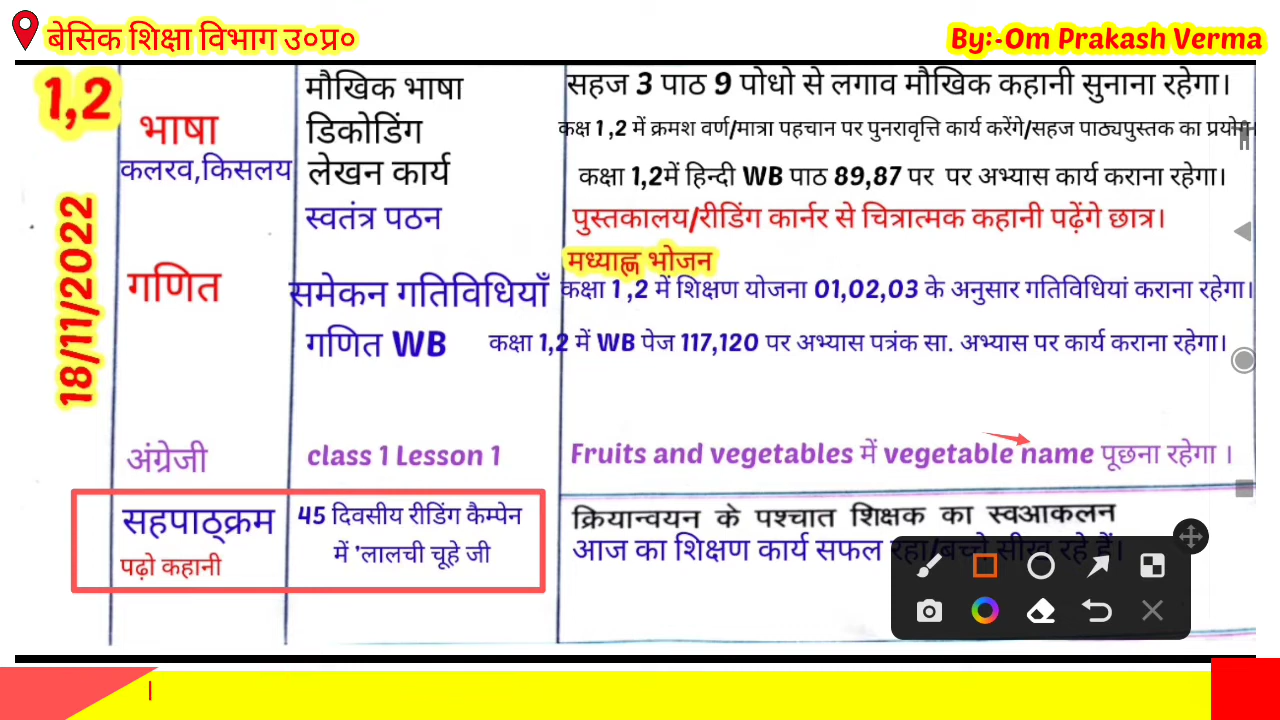 बेसिक शिक्षा विभाग उ०प्र०
By:-Om Prakash Verma
1,2
18/11/2022
भाषा
कलरव,किसलय
मौखिक भाषा
सहज 3 पाठ 9 पोधो से लगाव मौखिक कहानी सुनाना रहेगा।
डिकोडिंग
कक्ष 1 ,2 में क्रमश वर्ण/मात्रा पहचान पर पुनरावृत्ति कार्य करेंगे/सहज पाठ्यपुस्तक का प्रयोग
लेखन कार्य
कक्षा 1,2में हिन्दी WB पाठ 89,87 पर पर अभ्यास कार्य कराना रहेगा।
स्वतंत्र पठन
पुस्तकालय/रीडिंग कार्नर से चित्रात्मक कहानी पढ़ेंगे छात्र।
मध्याह्ण भोजन
गणित
समेकन गतिविधियाँ
कक्षा 1 ,2 में शिक्षण योजना 01,02,03 के अनुसार गतिविधियां कराना रहेगा।
गणित WB
कक्षा 1,2 में WB पेज 117,120 पर अभ्यास पत्रंक सा. अभ्यास पर कार्य कराना रहेगा।
अंग्रेजी
class 1 Lesson 1
Fruits and vegetables में vegetable name पूछना रहेगा ।
सहपाठ्क्रम
पढ़ो कहानी
45 दिवसीय रीडिंग कैम्पेन
में 'लालची चूहे जी
क्रियान्वयन के पश्चात शिक्षक का स्वआकलन
आज का शिक्षण कार्य सफल रहा/बच्चे सीख रहे हैं।